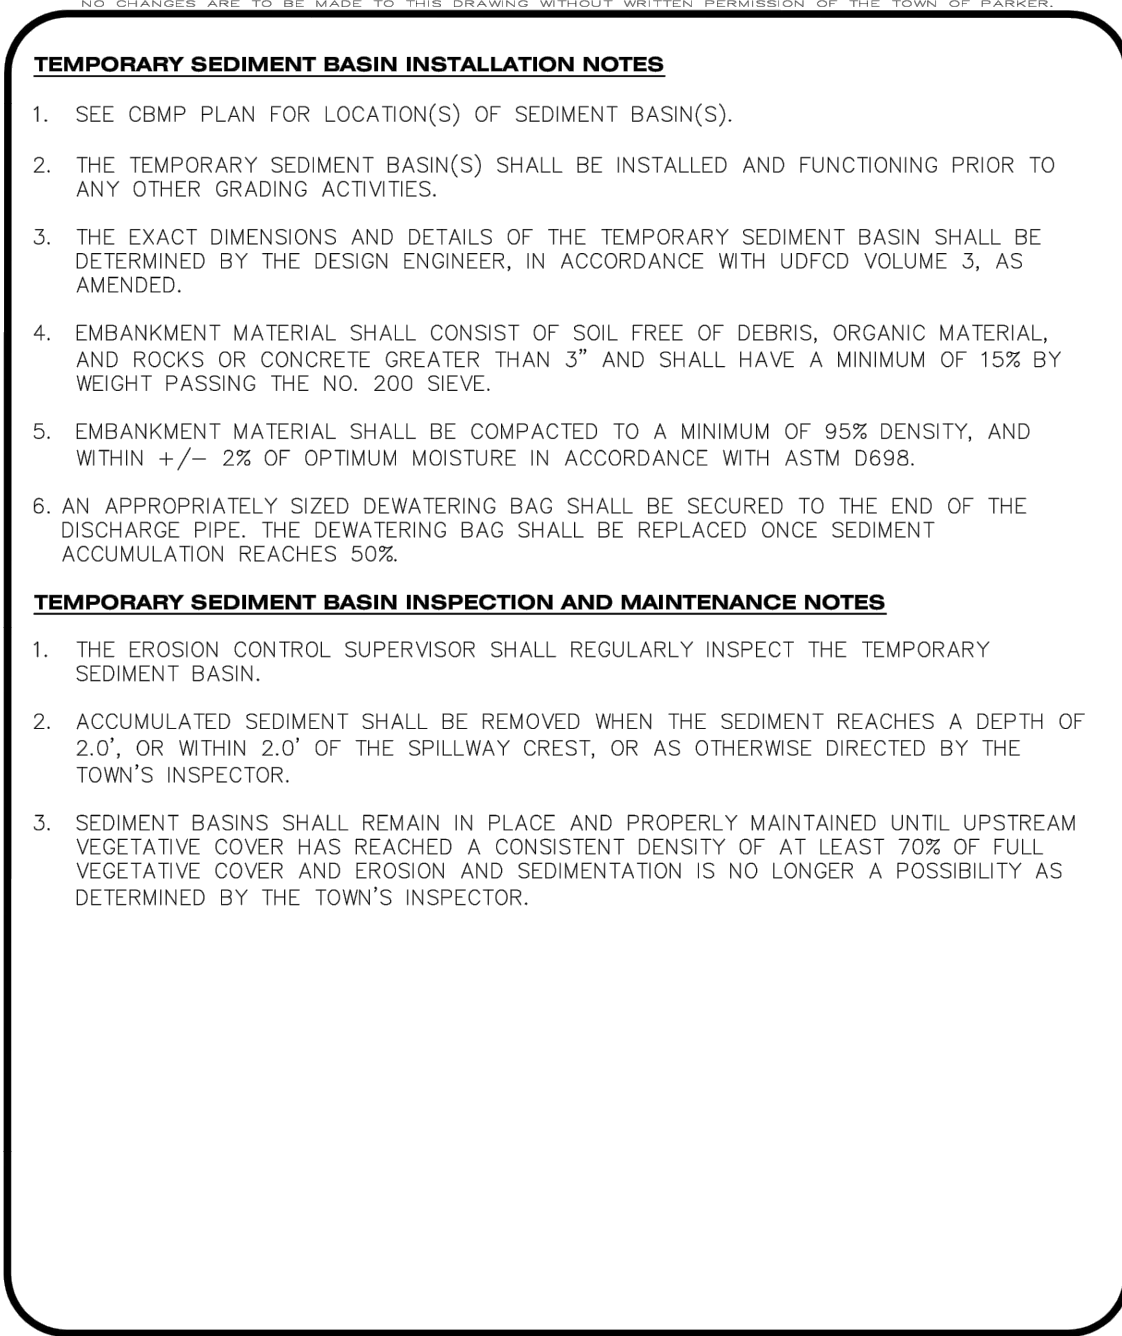 NO CHANGES ARE TO BE MADE TO THIS DRAWING WITHOUT WRITTEN PERMISSION OF THE TOWN OF PARKER.
TEMPORARY SEDIMENT BASIN INSTALLATION NOTES
1. SEE CBMP PLAN FOR LOCATION(S) OF SEDIMENT BASIN(S).
2. THE TEMPORARY SEDIMENT BASIN(S) SHALL BE INSTALLED AND FUNCTIONING PRIOR TO
ANY OTHER GRADING ACTIVITIES.
3. THE EXACT DIMENSIONS AND DETAILS OF THE TEMPORARY SEDIMENT BASIN SHALL BE
DETERMINED BY THE DESIGN ENGINEER, IN ACCORDANCE WITH UDFCD VOLUME 3, AS
AMENDED.
4. EMBANKMENT MATERIAL SHALL CONSIST OF SOIL FREE OF DEBRIS, ORGANIC MATERIAL,
AND ROCKS OR CONCRETE GREATER THAN 3" AND SHALL HAVE A MINIMUM OF 15% BY
WEIGHT PASSING THE NO. 200 SIEVE.
5. EMBANKMENT MATERIAL SHALL BE COMPACTED TO A MINIMUM OF 95% DENSITY, AND
WITHIN +/– 2% OF OPTIMUM MOISTURE IN ACCORDANCE WITH ASTM D698.
6. AN APPROPRIATELY SIZED DEWATERING BAG SHALL BE SECURED TO THE END OF THE
DISCHARGE PIPE. THE DEWATERING BAG SHALL BE REPLACED ONCE SEDIMENT
ACCUMULATION REACHES 50%.
TEMPORARY SEDIMENT BASIN INSPECTION AND MAINTENANCE NOTES
1. THE EROSION CONTROL SUPERVISOR SHALL REGULARLY INSPECT THE TEMPORARY
SEDIMENT BASIN.
2. ACCUMULATED SEDIMENT SHALL BE REMOVED WHEN THE SEDIMENT REACHES A DEPTH OF
2.0', OR WITHIN 2.0' OF THE SPILLWAY CREST, OR AS OTHERWISE DIRECTED BY THE
TOWN'S INSPECTOR.
3. SEDIMENT BASINS SHALL REMAIN IN PLACE AND PROPERLY MAINTAINED UNTIL UPSTREAM
VEGETATIVE COVER HAS REACHED A CONSISTENT DENSITY OF AT LEAST 70% OF FULL
VEGETATIVE COVER AND EROSION AND SEDIMENTATION IS NO LONGER A POSSIBILITY AS
DETERMINED BY THE TOWN'S INSPECTOR.